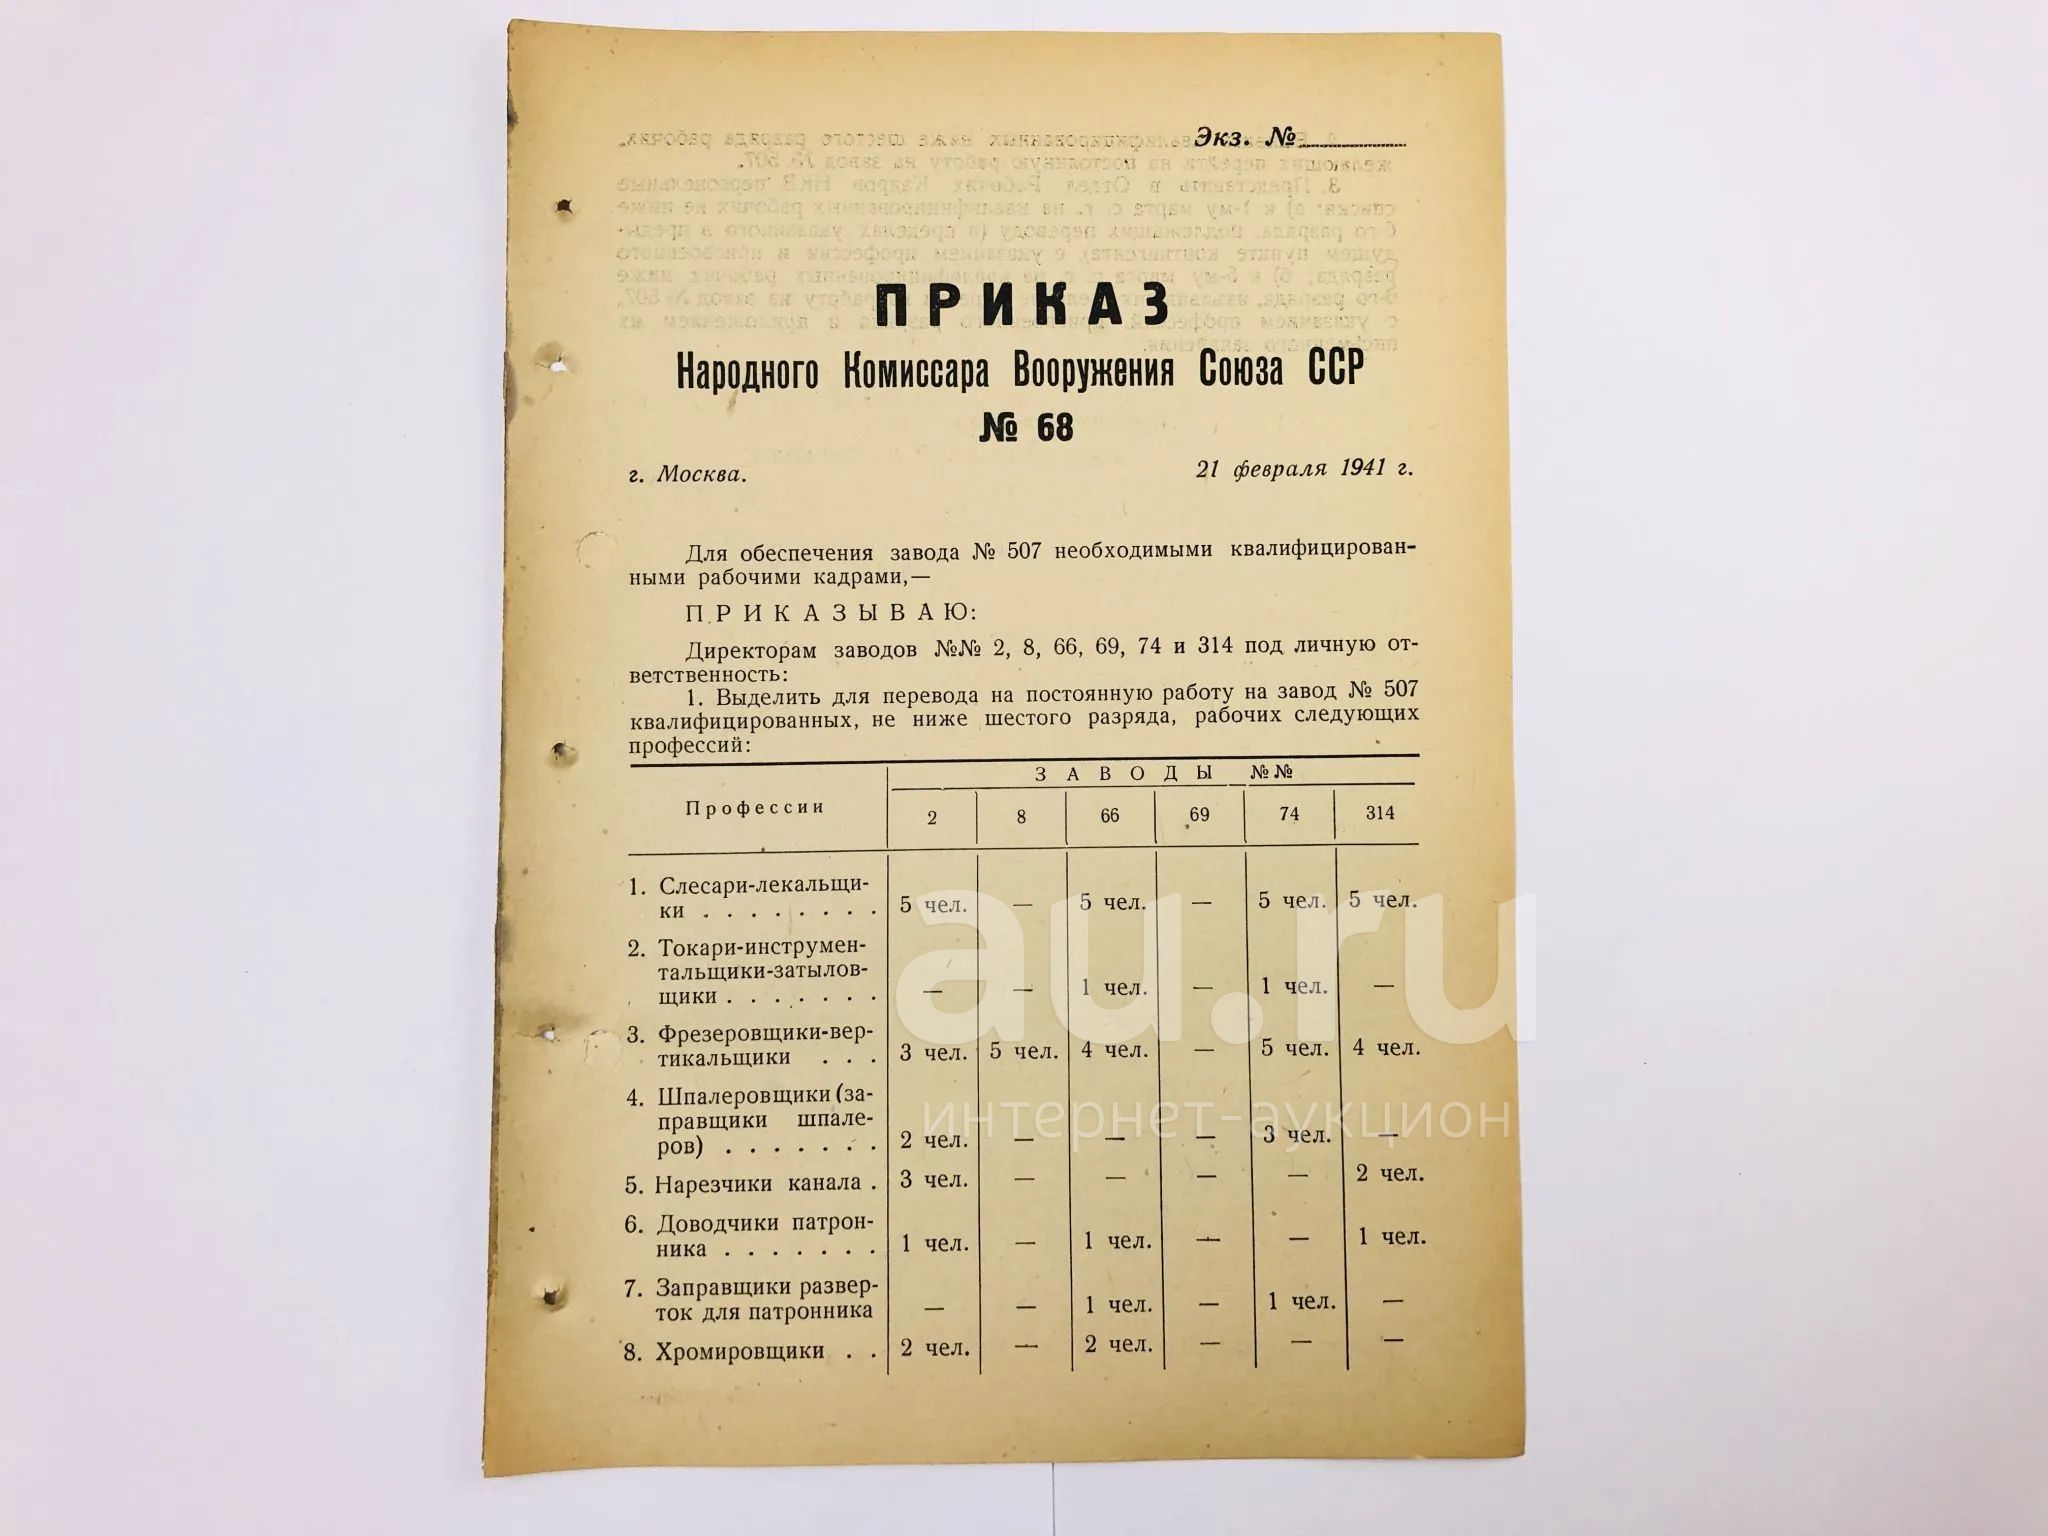 Экз. №
ПРИКАЗ
Народного Комиссара Вооружения Союза ССР
№ 68
г. Москва. 21 февраля 1941 г.
Для обеспечения завода № 507 необходимыми квалифицирован-
ными рабочими кадрами,—
ПРИКАЗЫВАЮ:
Директорам заводов №№ 2, 8, 66, 69, 74 и 314 под личную от-
ветственность:
1. Выделить для перевода на постоянную работу на завод № 507
квалифицированных, не ниже шестого разряда, рабочих следующих
профессий:
ЗАВОДЫ №№
Профессии 2 8 66 69 74 314
1. Слесари-лекальщи-
ки . . . . . . . . 5 чел. — 5 чел. — 5 чел. 5 чел.
2. Токари-инструмен-
тальщики-затылов-
щики . . . . . . . — — 1 чел. — 1 чел. —
3. Фрезеровщики-вер-
тикальщики . . . 3 чел. 5 чел. 4 чел. — 5 чел. 4 чел.
4. Шпалеровщики (за-
правщики шпале-
ров) . . . . . . . 2 чел. — — — 3 чел. —
5. Нарезчики канала . 3 чел. — — — — 2 чел.
6. Доводчики патрон-
ника . . . . . . . 1 чел. — 1 чел. — — 1 чел.
7. Заправщики развер-
ток для патронника — — 1 чел. — 1 чел. —
8. Хромировщики . . 2 чел. — 2 чел. — — —
au.ru
интернет-аукцион